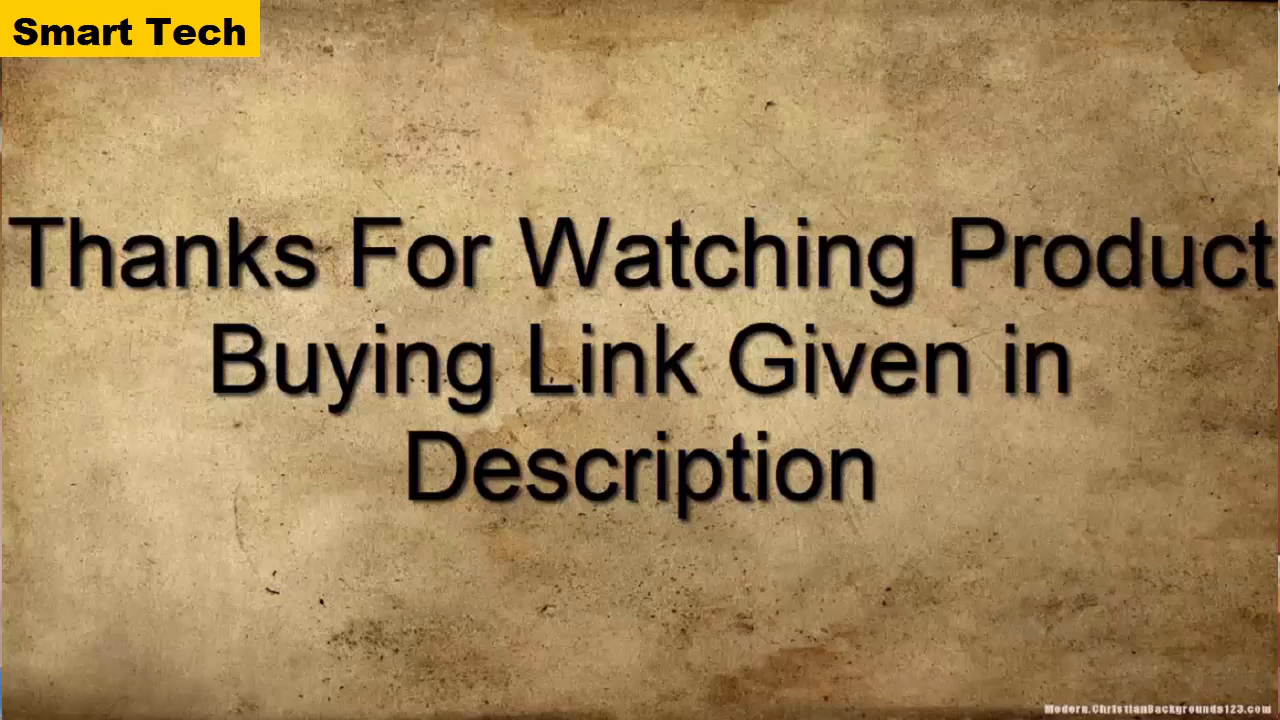 Smart Tech
Thanks For Watching Product
Buying Link Given in
Description
Modern.ChristianBackgrounds123.com